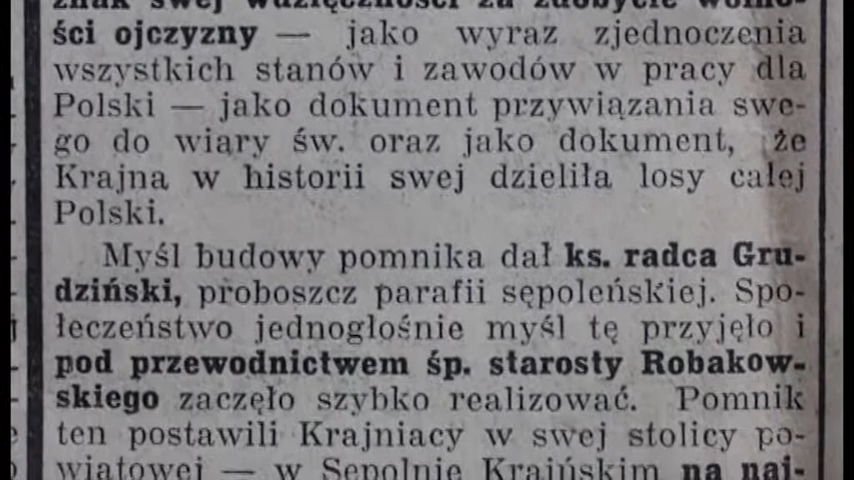 znak swej wdzięczności za zdobycie wolno-
ści ojczyzny — jako wyraz zjednoczenia
wszystkich stanów i zawodów w pracy dla
Polski — jako dokument przywiązania swe-
go do wiary św. oraz jako dokument, że
Krajna w historii swej dzieliła losy całej
Polski.
Myśl budowy pomnika dał ks. radca Gru-
dziński, proboszcz parafii sępoleńskiej. Spo-
łeczeństwo jednogłośnie myśl tę przyjęło i
pod przewodnictwem śp. starosty Robakow-
skiego zaczęło szybko realizować. Pomnik
ten postawili Krajniacy w swej stolicy po-
wiatowej — w Sępolnie Kraińskim na naj-